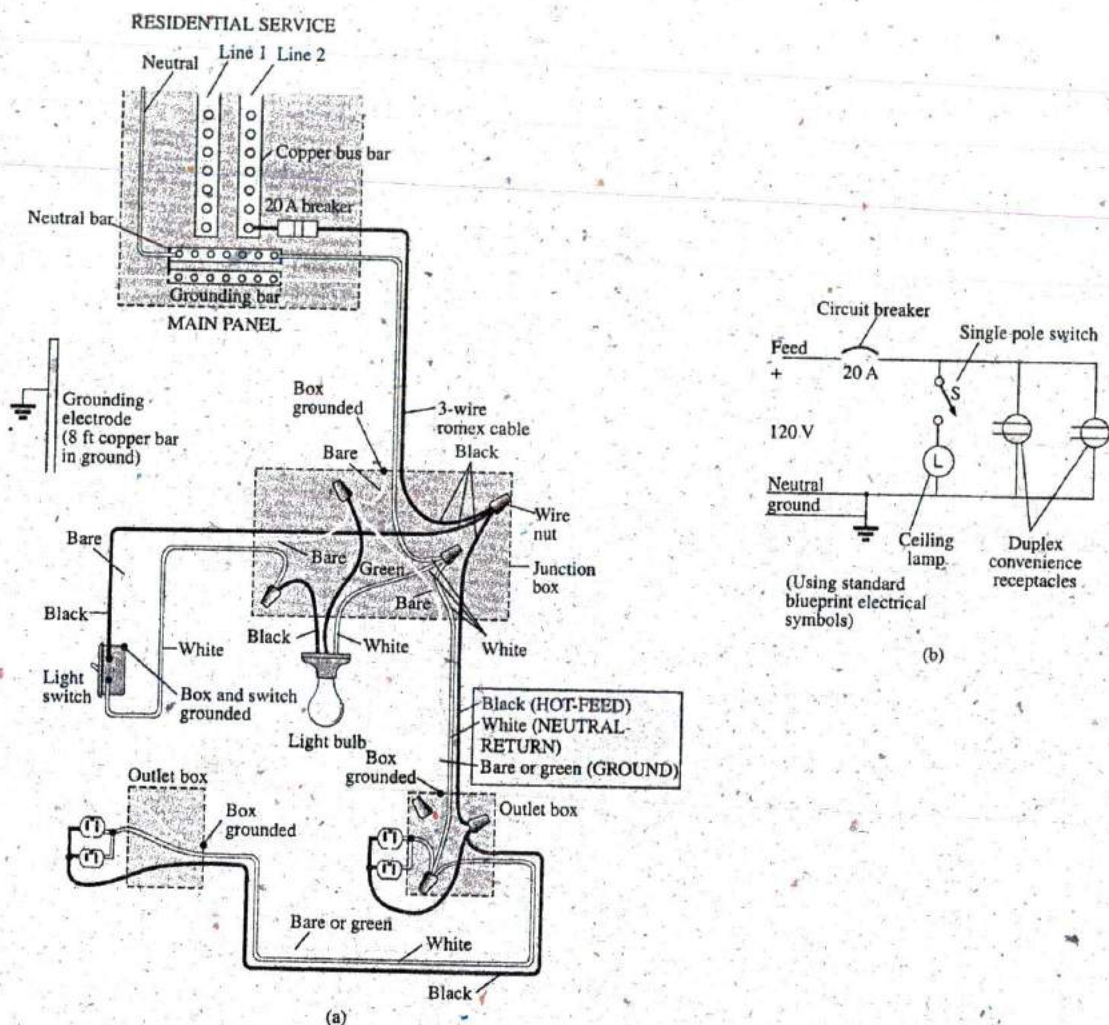 RESIDENTIAL SERVICE
Neutral
Line 1
Line 2
Copper bus bar
20 A breaker
Neutral bar
Grounding bar
MAIN PANEL
Grounding
electrode
(8 ft copper bar
in ground)
Box
grounded
3-wire
romex cable
Bare
Black
Wire
nut
Bare
Bare
Green
Junction
box
Bare
Black
Black
White
White
White
Light
switch
Box and switch
grounded
Light bulb
Black (HOT-FEED)
White (NEUTRAL-
RETURN)
Bare or green (GROUND)
Box
grounded
Outlet box
Outlet box
Box
grounded
Bare or green
White
Black
(a)
Circuit breaker
Single pole switch
Feed
+
20 A
S
120 V
L
Neutral
ground
Ceiling
lamp
Duplex
convenience
receptacles
(Using standard
blueprint electrical
symbols)
(b)